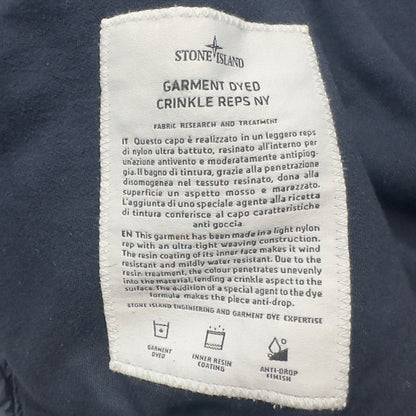 STONE ISLAND
GARMENT DYED
CRINKLE REPS NY
FABRIC RESEARCH AND TREATMENT
IT Questo capo è realizzato in un leggero reps
di nylon ultra battuto, resinato all'interno per
un'azione antivento e moderatamente antipiog-
gia. Il bagno di tintura, grazie alla penetrazione
disomogenea nel tessuto resinato, dona alla
superficie un aspetto mosso e marezzato.
L'aggiunta di uno speciale agente alla ricetta
di tintura conferisce al capo caratteristiche
anti goccia.
EN This garment has been made in a light nylon
rep with an ultra-tight weaving construction.
The resin coating of its inner face makes it wind
resistant and mildly water resistant. Due to the
resin treatment, the colour penetrates unevenly
into the material, lending a crinkle aspect to the
surface. The addition of a special agent to the dye
formula makes the piece anti-drop.
STONE ISLAND ENGINEERING AND GARMENT DYE EXPERTISE
GARMENT
DYED
INNER RESIN
COATING
ANTI-DROP
FINISH